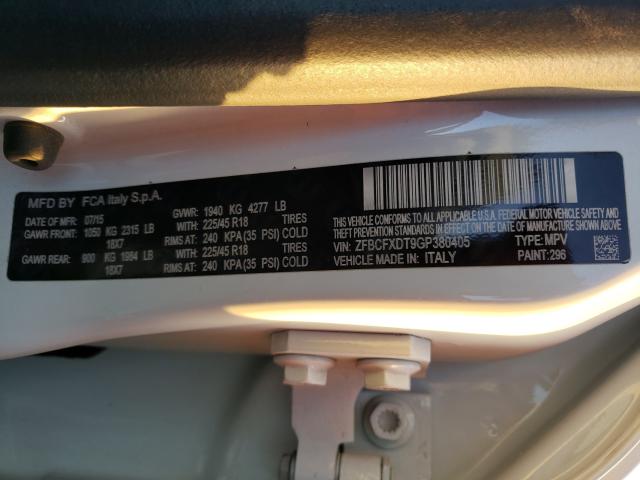 MFD BY FCA Italy S.p.A.
DATE OF MFD 07/15 GVWR: 1940 KG 4277 LB
GAWR FRONT: 1050 KG 2315 LB WITH 225/45 R18 TIRES
18X7 RIMS AT: 240 KPA (35 PSI) COLD
GAWR REAR: 900 KG 1984 LB WITH 225/45 R18 TIRES
18X7 RIMS AT: 240 KPA (35 PSI) COLD
THIS VEHICLE CONFORMS TO ALL APPLICABLE
FEDERAL MOTOR VEHICLE SAFETY BUMPER AND
THEFT PREVENTION STANDARDS IN EFFECT ON THE
DATE OF MANUFACTURE SHOWN ABOVE
VIN: ZFBCFXDT9GP380405 TYPE: MPV
VEHICLE MADE IN: ITALY PAINT: 296